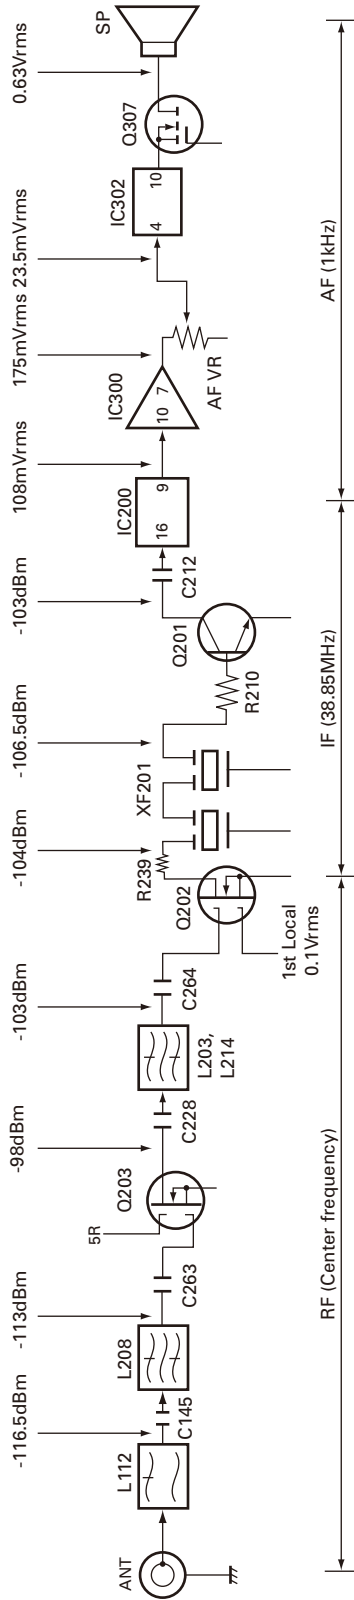 -116.5dBm
-113dBm
-98dBm
-103dBm
-104dBm
-106.5dBm
-103dBm
108mVrms
175mVrms
23.5mVrms
0.63Vrms
ANT
L112
C145
L208
C263
5R
Q203
C228
L203,
L214
C264
Q202
1st Local
0.1Vrms
R239
XF201
R210
Q201
C212
IC200
16
9
IC300
10
7
AF VR
IC302
4
10
Q307
SP
RF (Center frequency)
IF (38.85MHz)
AF (1kHz)